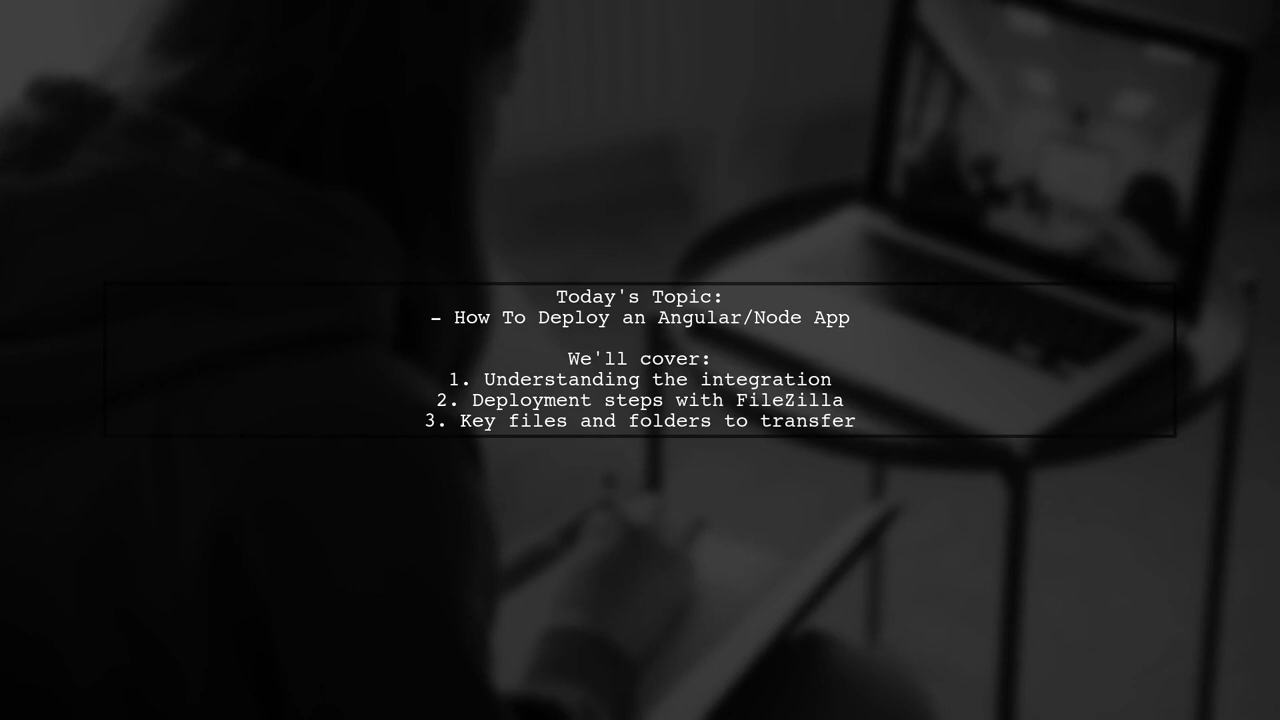 Today's Topic:
- How To Deploy an Angular/Node App
We'll cover:
1. Understanding the integration
2. Deployment steps with FileZilla
3. Key files and folders to transfer